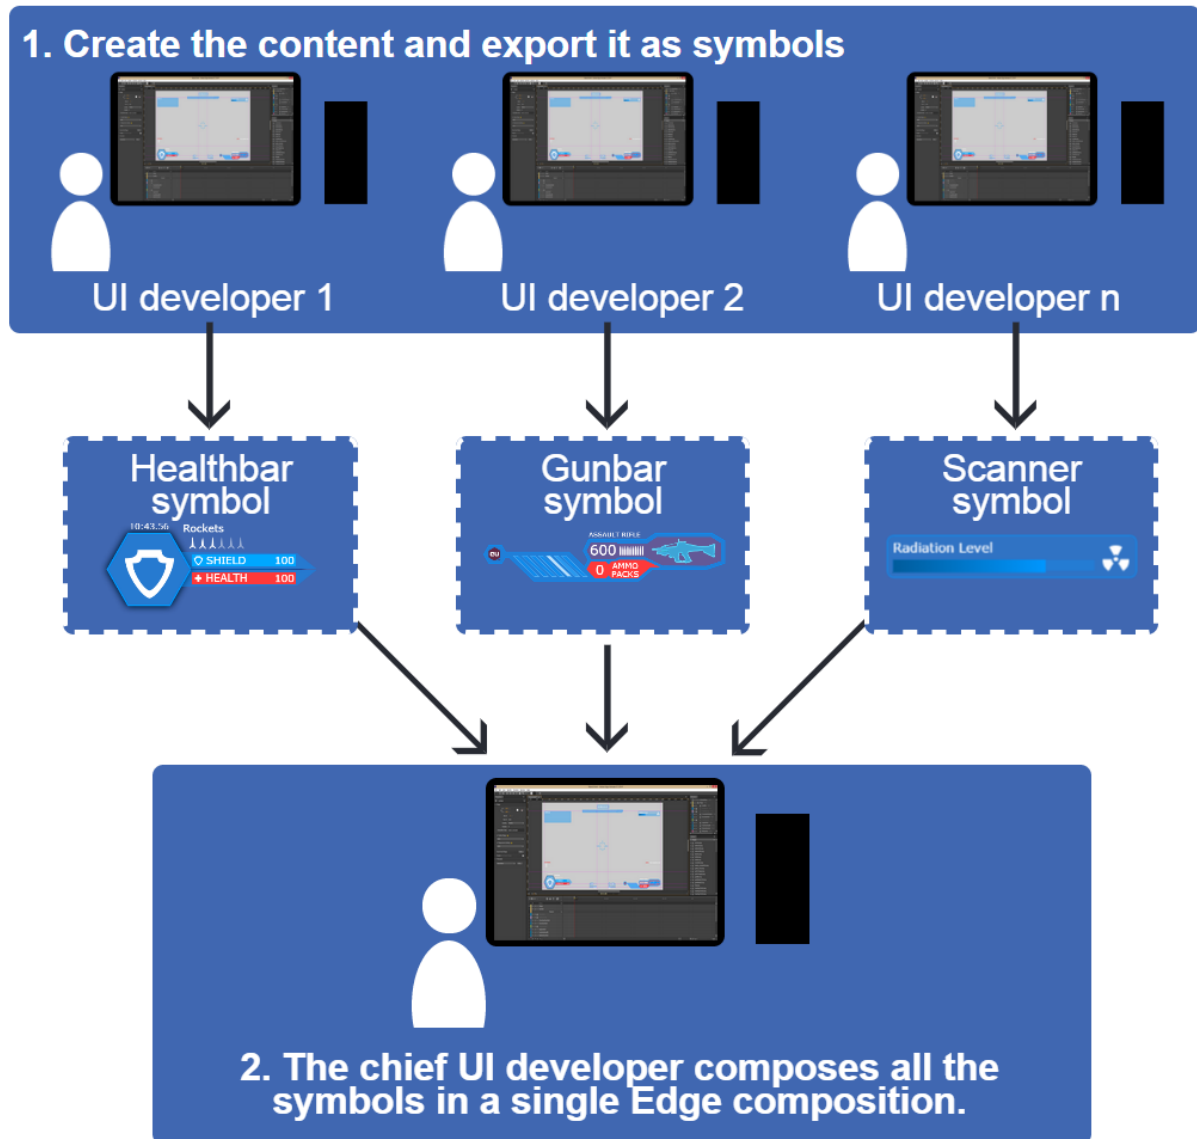 1. Create the content and export it as symbols
UI developer 1
UI developer 2
UI developer n
Healthbar
symbol
10:43.56
Rockets
SHIELD 100
HEALTH 100
Gunbar
symbol
ASSAULT RIFLE
600
0 AMMO
PACKS
Scanner
symbol
Radiation Level
2. The chief UI developer composes all the
symbols in a single Edge composition.